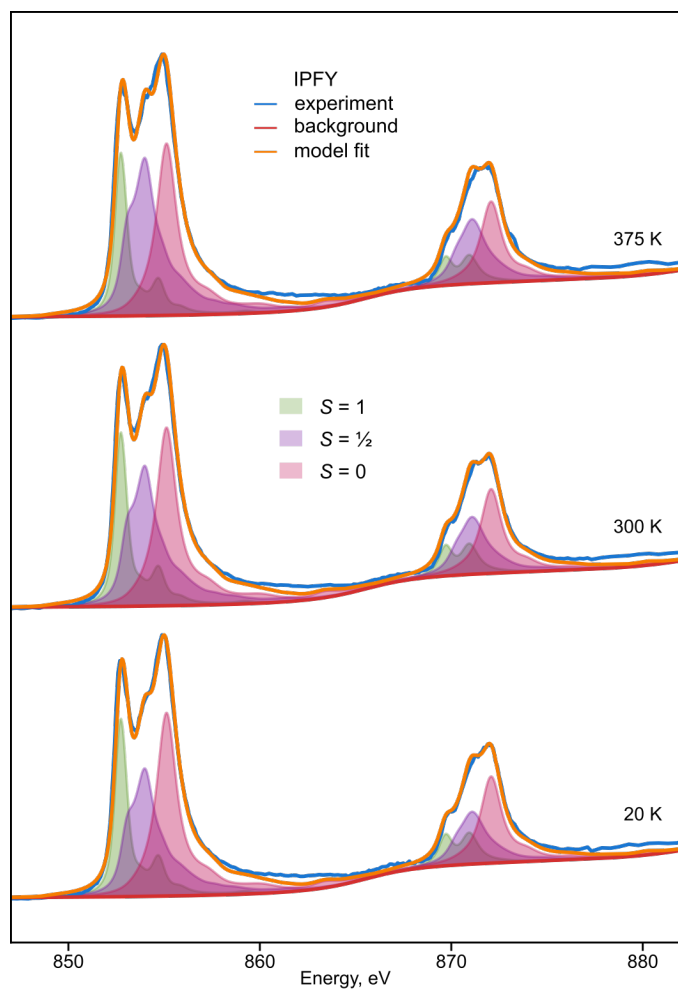 IPFY
experiment
background
model fit
375 K
S = 1
S = ½
S = 0
300 K
20 K
850 860 870 880
Energy, eV